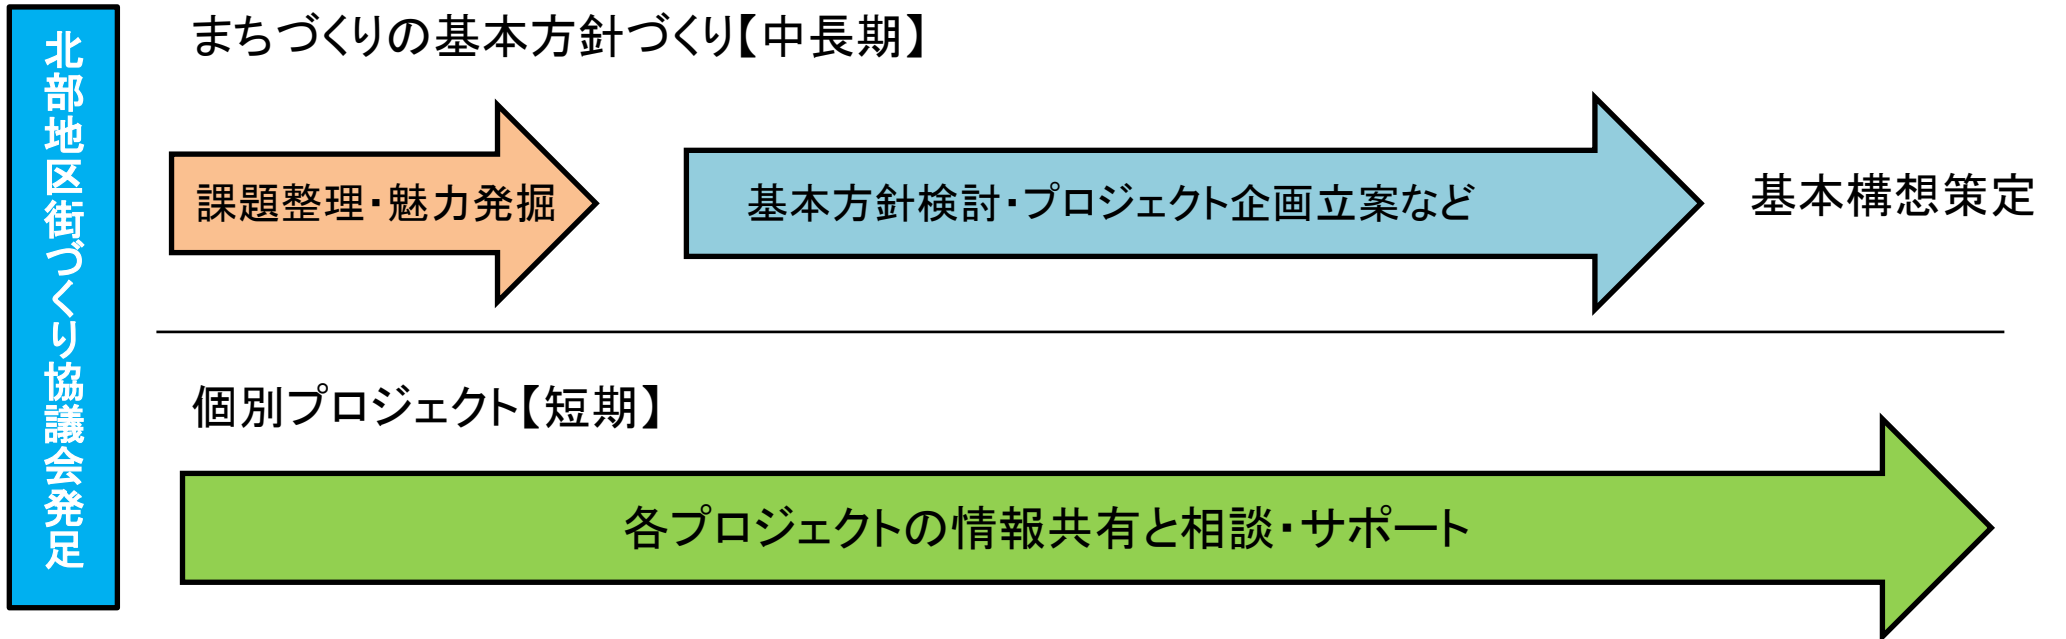 北部地区街づくり協議会発足
まちづくりの基本方針づくり【中長期】
課題整理・魅力発掘
基本方針検討・プロジェクト企画立案など
基本構想策定
個別プロジェクト【短期】
各プロジェクトの情報共有と相談・サポート